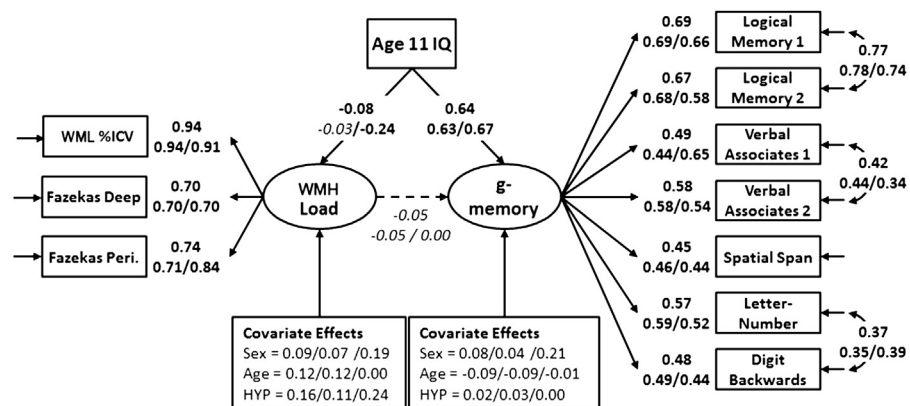 Age 11 IQ
-0.08
-0.03/-0.24
0.64
0.63/0.67
WML %ICV
0.94
0.94/0.91
Fazekas Deep
0.70
0.70/0.70
Fazekas Peri.
0.74
0.71/0.84
WMH
Load
-0.05
-0.05 / 0.00
g-
memory
0.69
0.69/0.66
Logical
Memory 1
0.67
0.68/0.58
Logical
Memory 2
0.77
0.78/0.74
0.49
0.44/0.65
Verbal
Associates 1
0.58
0.58/0.54
Verbal
Associates 2
0.42
0.44/0.34
0.45
0.46/0.44
Spatial Span
0.57
0.59/0.52
Letter-
Number
0.48
0.49/0.44
Digit
Backwards
0.37
0.35/0.39
Covariate Effects
Sex = 0.09/0.07 /0.19
Age = 0.12/0.12/0.00
HYP = 0.16/0.11/0.24
Covariate Effects
Sex = 0.08/0.04 /0.21
Age = -0.09/-0.09/-0.01
HYP = 0.02/0.03/0.00